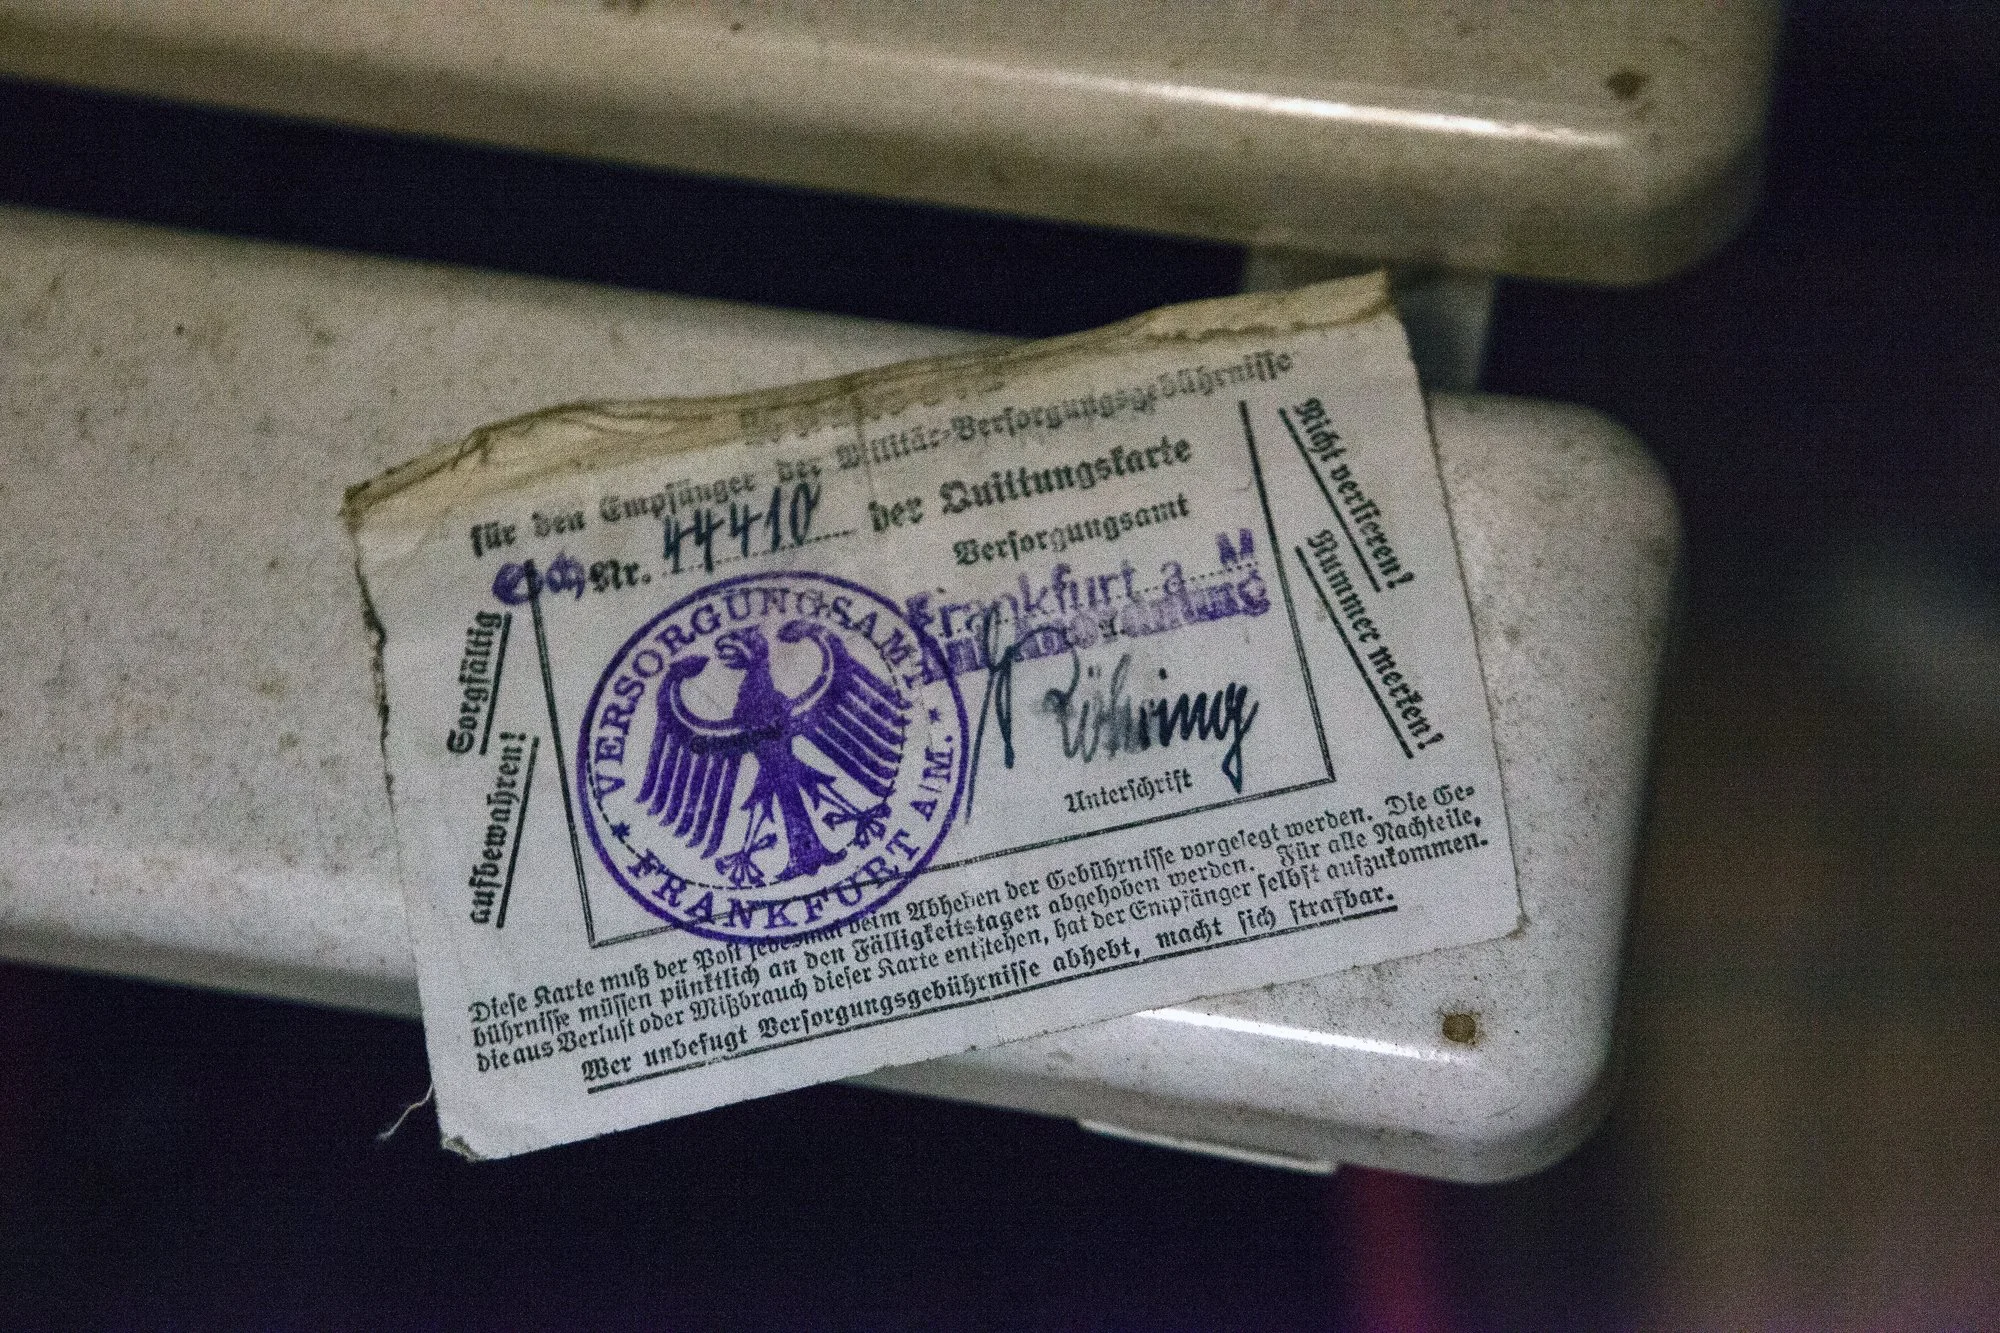 für den Empfänger der Militär-Versorgungsgebührnisse
Nr. 44410 der Quittungskarte
Versorgungsamt
Frankfurt a. M
VERSORGUNGSAMT
FRANKFURT A/M.
Unterschrift
Sorgfältig
aufbewahren!
Nicht verlieren!
Nummer merken!
Diese Karte muß der Post jedesmal beim Abheben der Gebührnisse vorgelegt werden. Die Ge-
bührnisse müssen pünktlich an den Fälligkeitstagen abgehoben werden. Für alle Nachteile,
die aus Verlust oder Mißbrauch dieser Karte entstehen, hat der Empfänger selbst aufzukommen.
Wer unbefugt Versorgungsgebührnisse abhebt, macht sich strafbar.